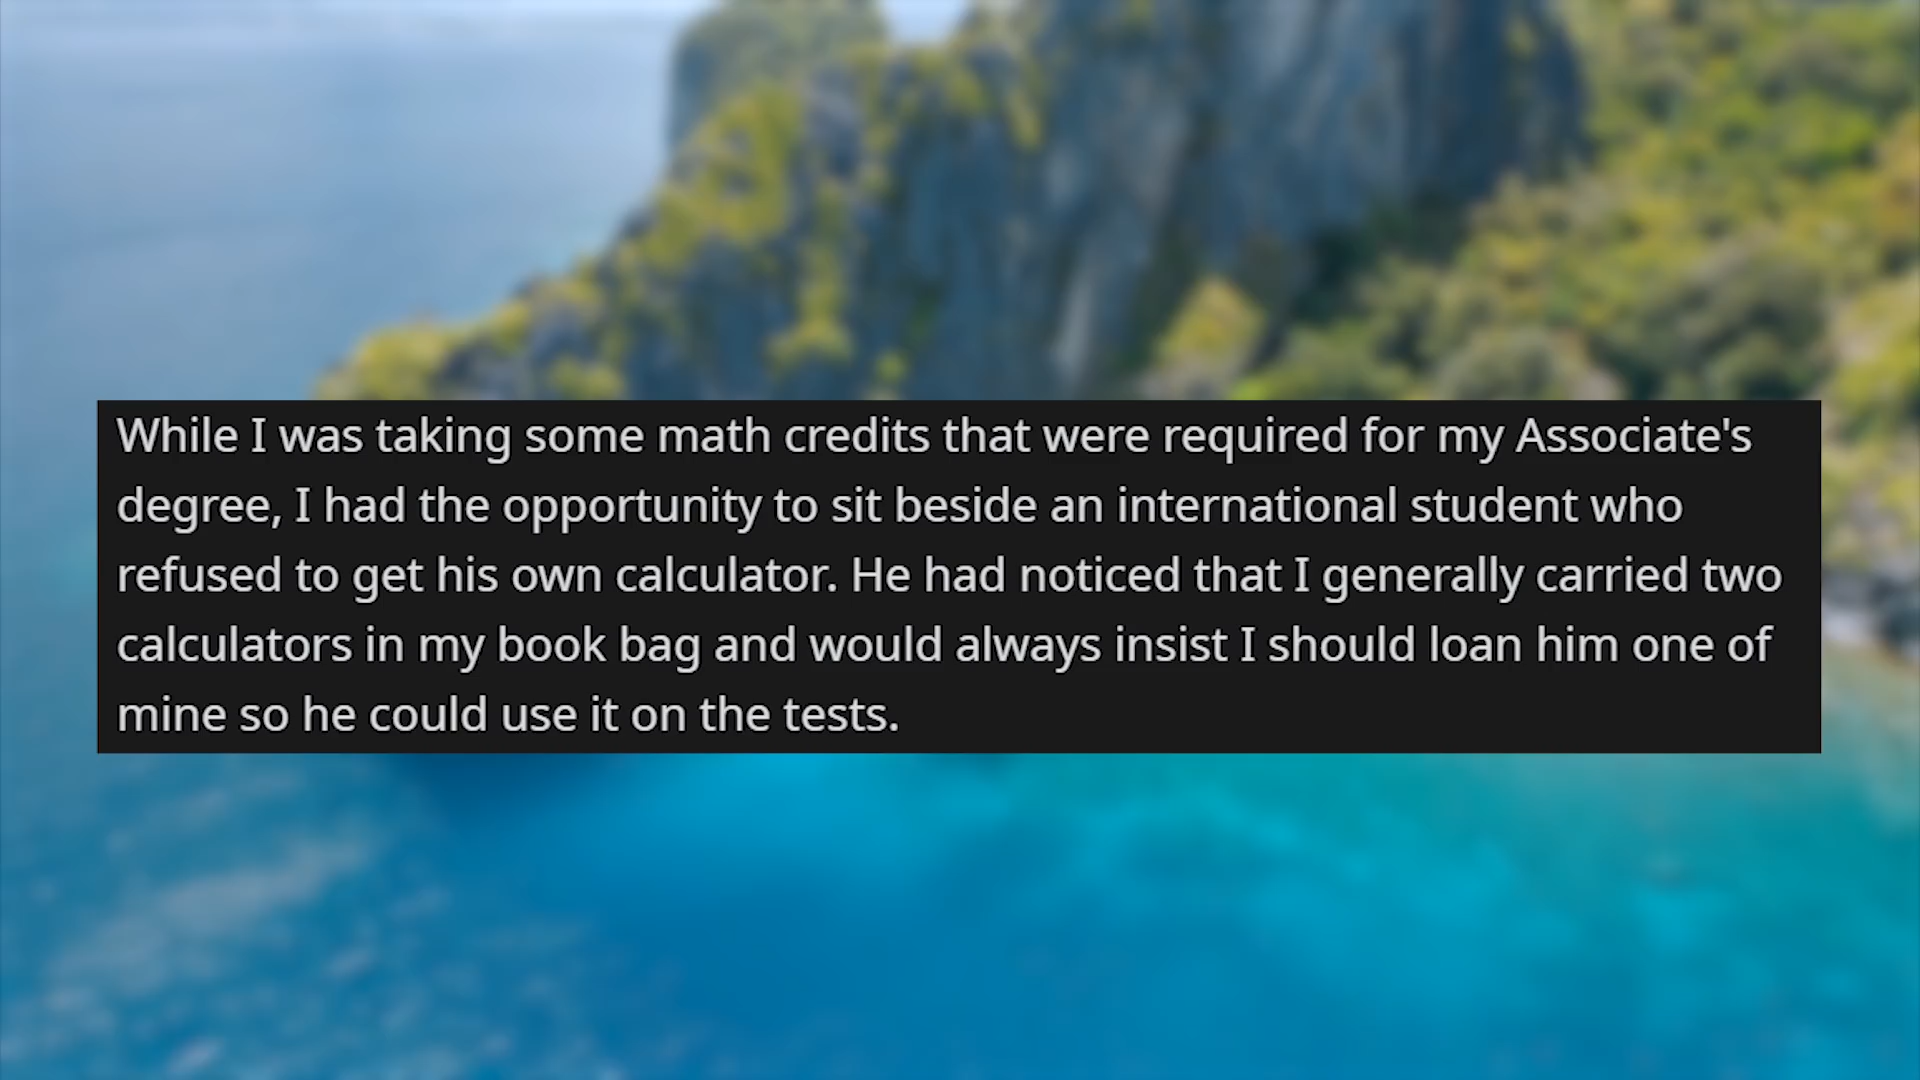 While I was taking some math credits that were required for my Associate's
degree, I had the opportunity to sit beside an international student who
refused to get his own calculator. He had noticed that I generally carried two
calculators in my book bag and would always insist I should loan him one of
mine so he could use it on the tests.